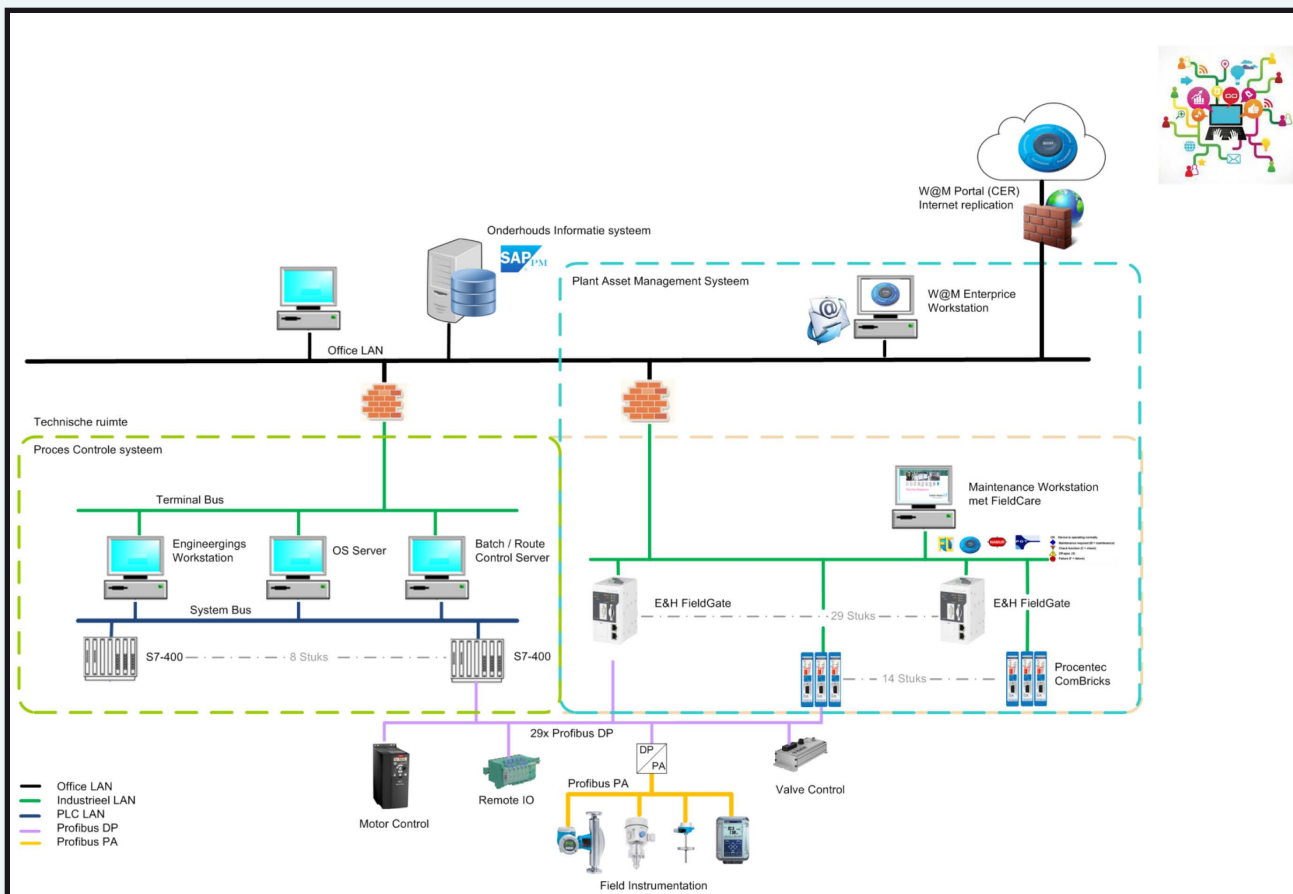 W@M Portal (CER)
Internet replication
Onderhouds Informatie systeem
SAP PM
Plant Asset Management Systeem
W@M Enterprice
Workstation
Office LAN
Technische ruimte
Proces Controle systeem
Terminal Bus
Engineergings
Workstation
OS Server
Batch / Route
Control Server
System Bus
S7-400
8 Stuks
S7-400
Maintenance Workstation
met FieldCare
E&H FieldGate
29 Stuks
E&H FieldGate
14 Stuks
Procentec
ComBricks
29x Profibus DP
DP
PA
Profibus PA
Motor Control
Remote IO
Valve Control
Field Instrumentation
Office LAN
Industrieel LAN
PLC LAN
Profibus DP
Profibus PA